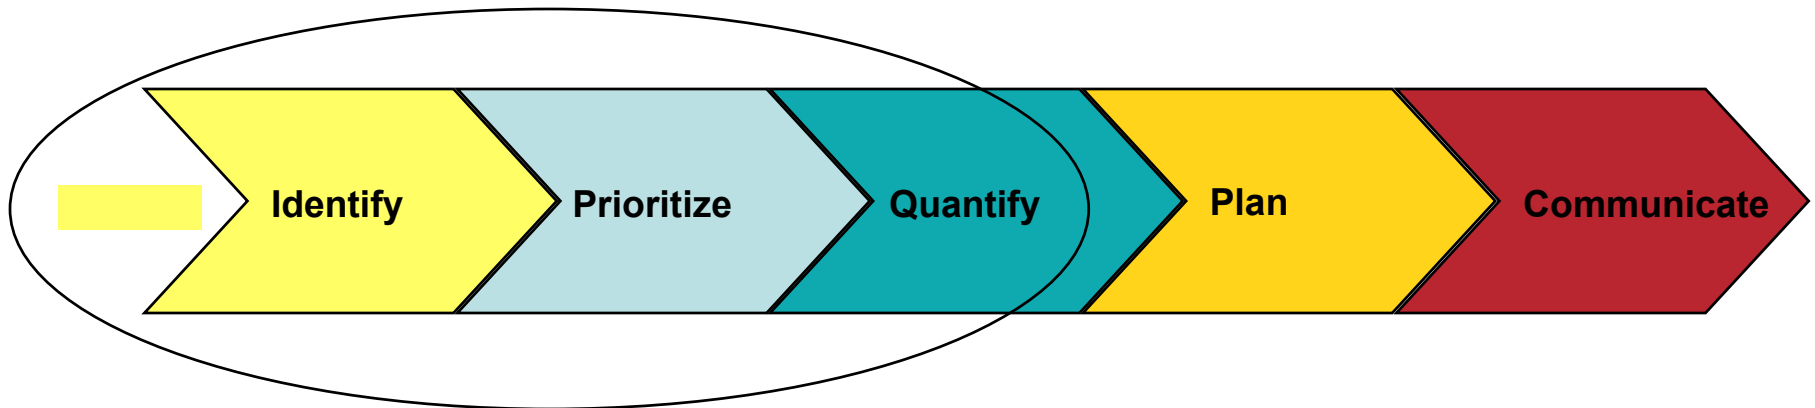 Identify
Prioritize
Quantify
Plan
Communicate